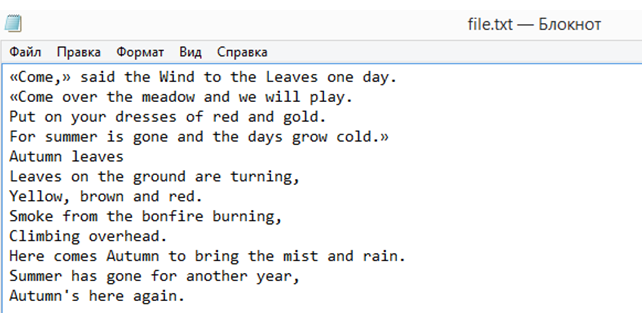 file.txt — Блокнот
Файл Правка Формат Вид Справка
«Come,» said the Wind to the Leaves one day.
«Come over the meadow and we will play.
Put on your dresses of red and gold.
For summer is gone and the days grow cold.»
Autumn leaves
Leaves on the ground are turning,
Yellow, brown and red.
Smoke from the bonfire burning,
Climbing overhead.
Here comes Autumn to bring the mist and rain.
Summer has gone for another year,
Autumn's here again.